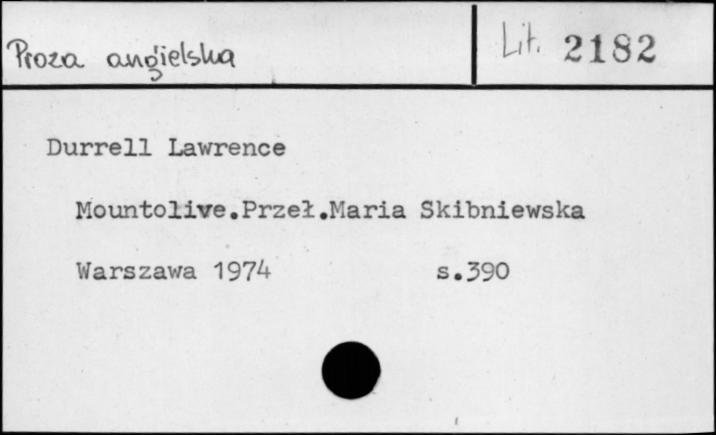 Proza angielska
Lit. 2182
Durrell Lawrence
Mountolive.Przeł.Maria Skibniewska
Warszawa 1974 s.390